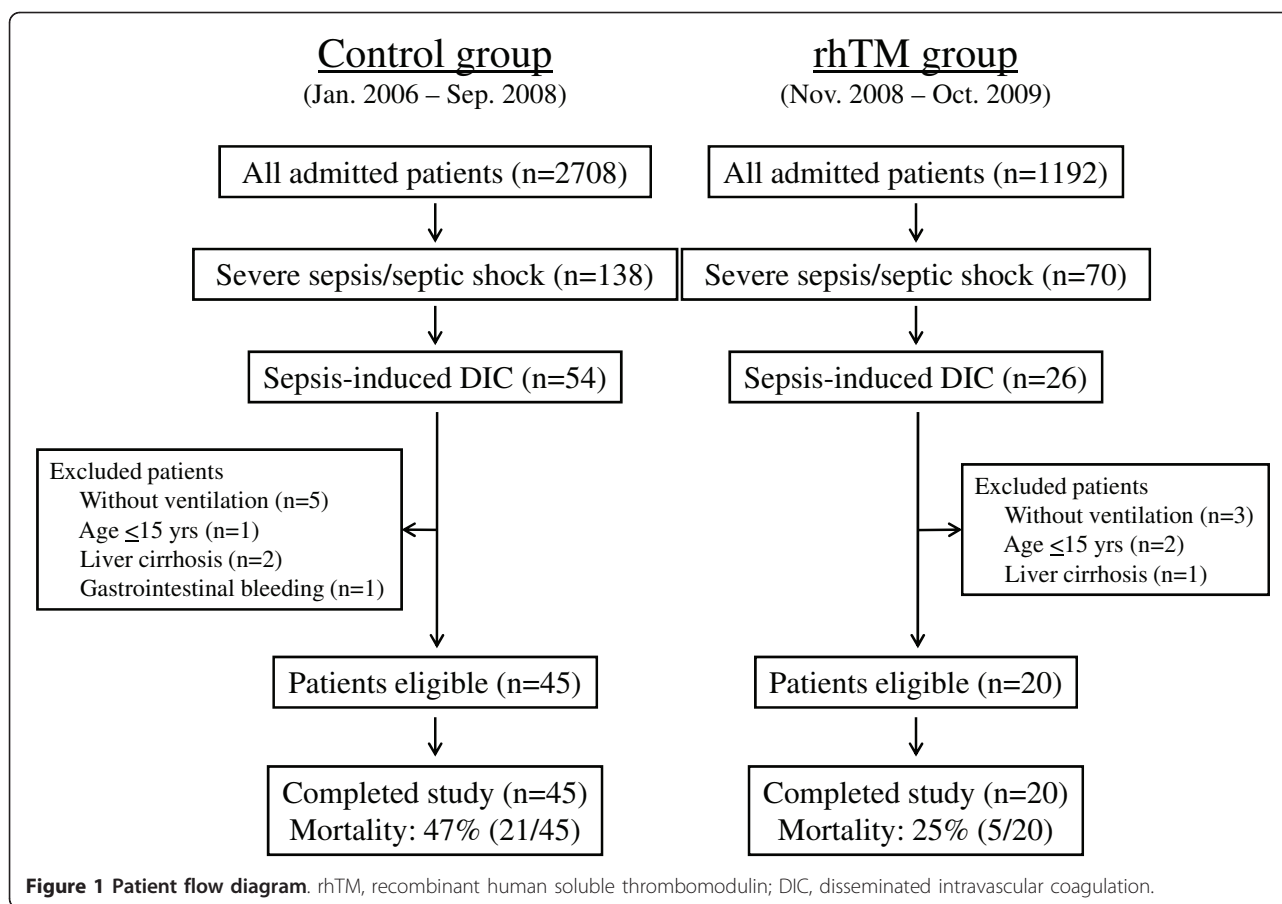 Control group
(Jan. 2006 – Sep. 2008)
All admitted patients (n=2708)
Severe sepsis/septic shock (n=138)
Sepsis-induced DIC (n=54)
Excluded patients
Without ventilation (n=5)
Age ≤15 yrs (n=1)
Liver cirrhosis (n=2)
Gastrointestinal bleeding (n=1)
Patients eligible (n=45)
Completed study (n=45)
Mortality: 47% (21/45)
rhTM group
(Nov. 2008 – Oct. 2009)
All admitted patients (n=1192)
Severe sepsis/septic shock (n=70)
Sepsis-induced DIC (n=26)
Excluded patients
Without ventilation (n=3)
Age ≤15 yrs (n=2)
Liver cirrhosis (n=1)
Patients eligible (n=20)
Completed study (n=20)
Mortality: 25% (5/20)
Figure 1 Patient flow diagram. rhTM, recombinant human soluble thrombomodulin; DIC, disseminated intravascular coagulation.